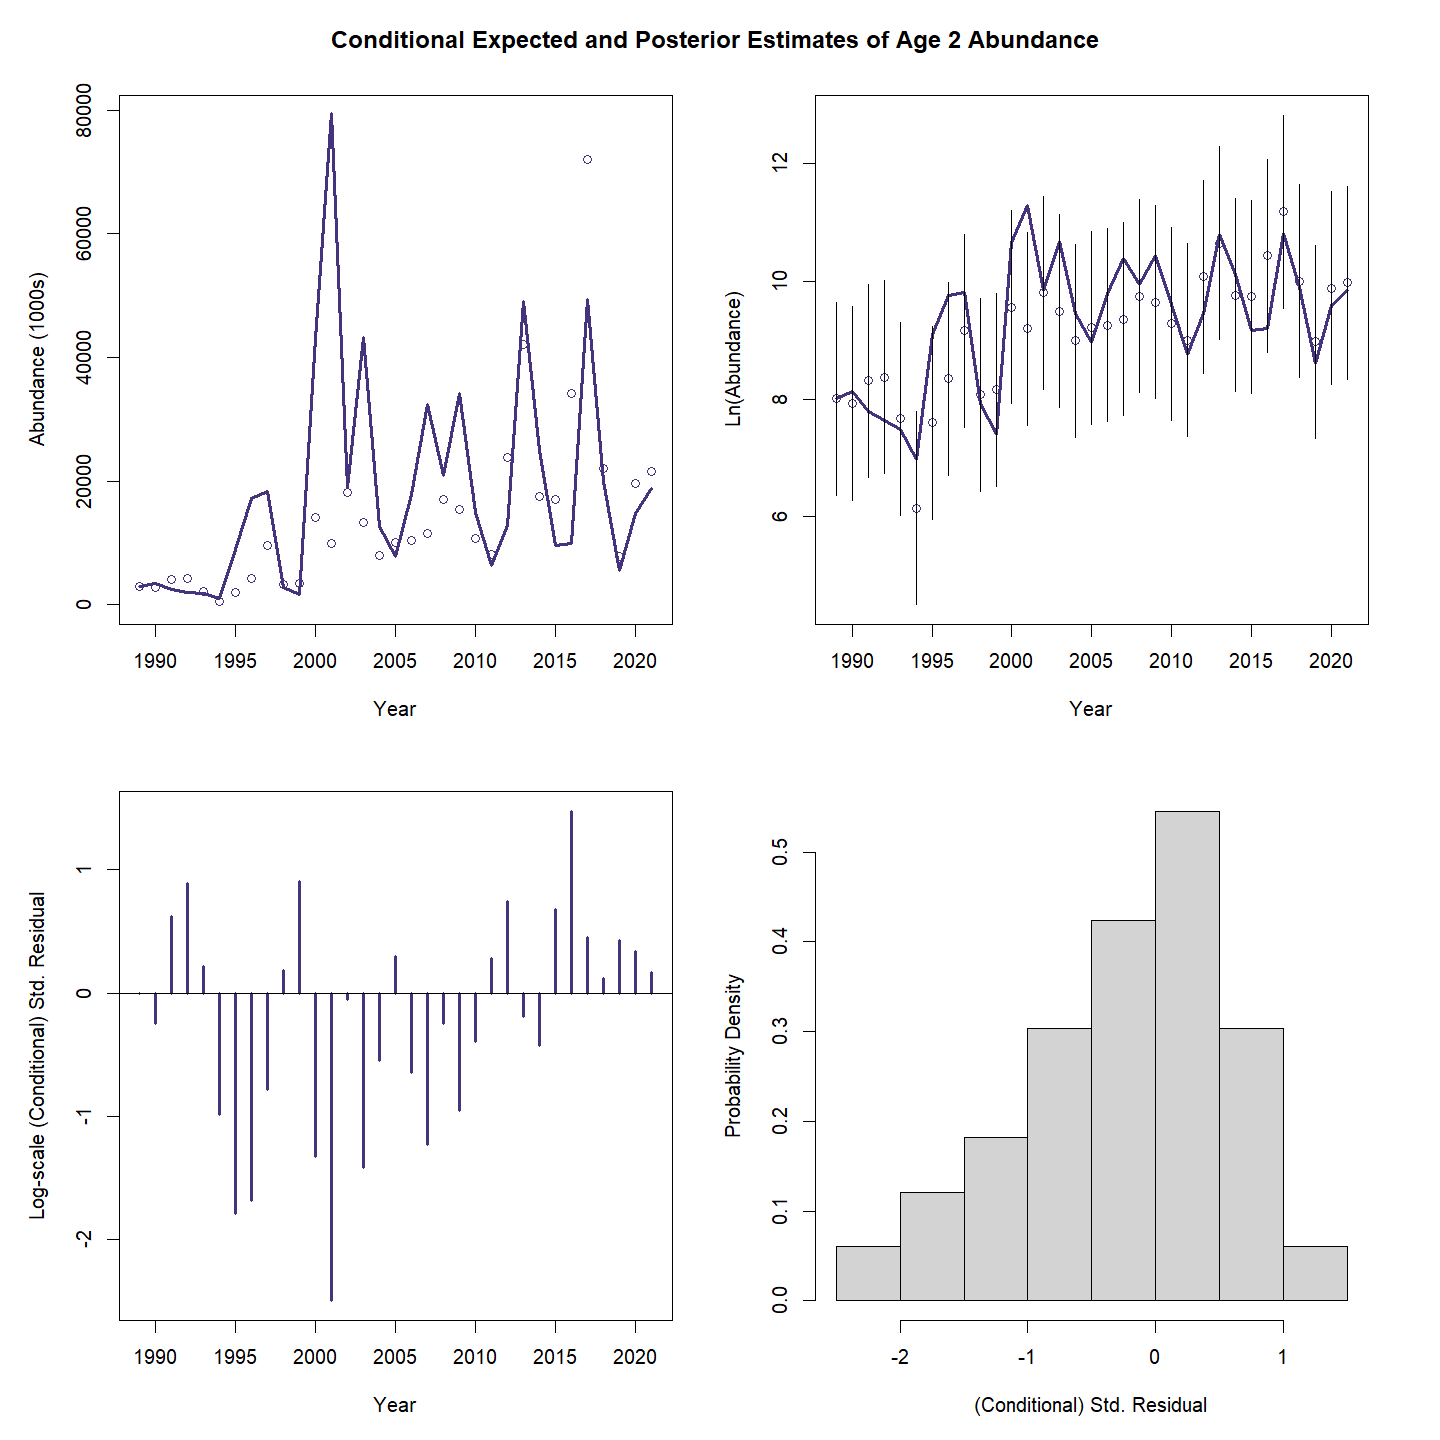 Conditional Expected and Posterior Estimates of Age 2 Abundance
Abundance (1000s)
80000
60000
40000
20000
0
1990 1995 2000 2005 2010 2015 2020
Year
Ln(Abundance)
12
10
8
6
1990 1995 2000 2005 2010 2015 2020
Year
Log-scale (Conditional) Std. Residual
1
0
-1
-2
1990 1995 2000 2005 2010 2015 2020
Year
Probability Density
0.5
0.4
0.3
0.2
0.1
0.0
-2 -1 0 1
(Conditional) Std. Residual